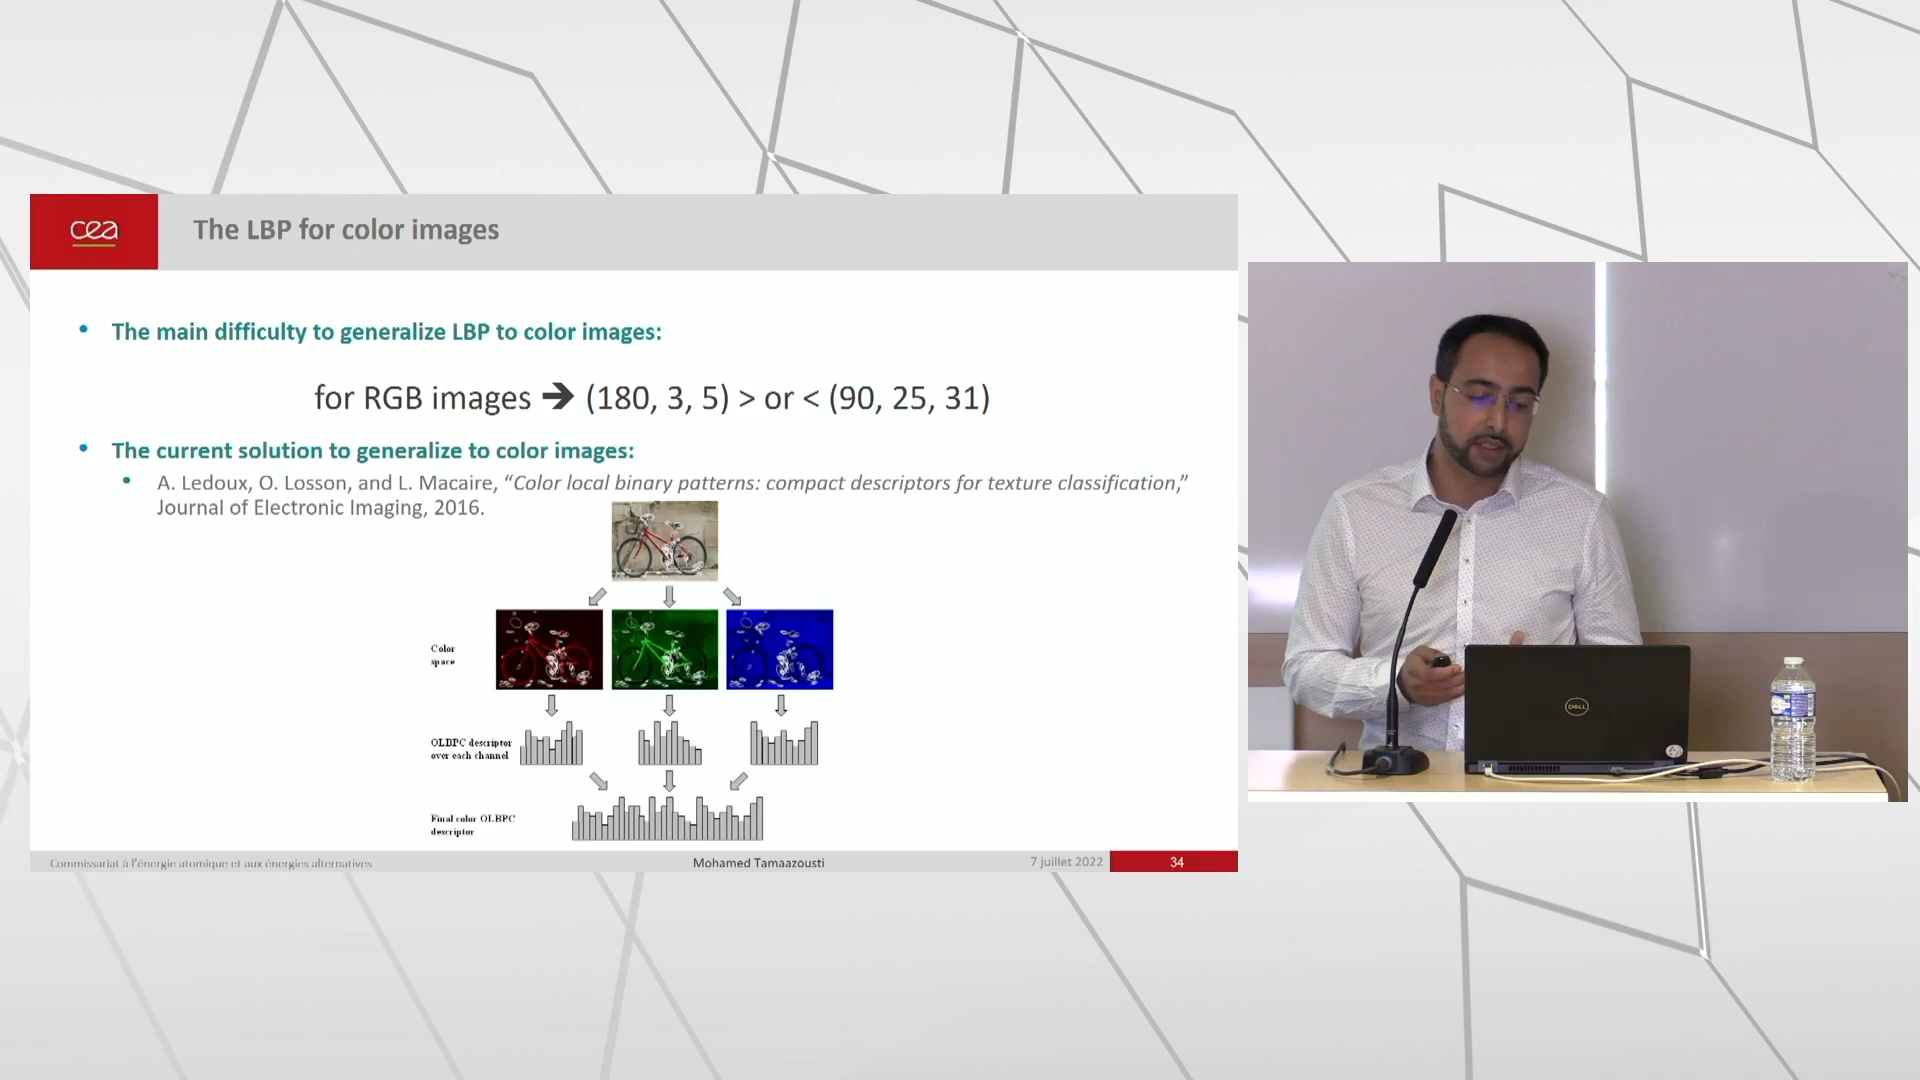 cea
The LBP for color images
• The main difficulty to generalize LBP to color images:
for RGB images ➔ (180, 3, 5) > or < (90, 25, 31)
• The current solution to generalize to color images:
• A. Ledoux, O. Losson, and L. Macaire, “Color local binary patterns: compact descriptors for texture classification,”
Journal of Electronic Imaging, 2016.
Color
space
OLBPC descriptor
over each channel
Final color OLBPC
descriptor
Commissariat à l’énergie atomique et aux énergies alternatives
Mohamed Tamaazousti
7 juillet 2022
34
DELL